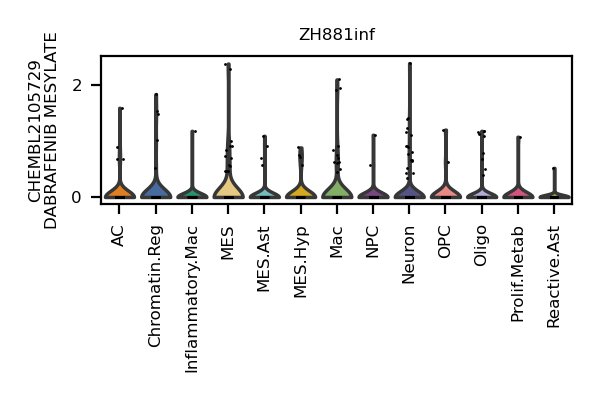 ZH881inf
CHEMBL2105729
DABRAFENIB MESYLATE
2
0
AC
Chromatin.Reg
Inflammatory.Mac
MES
MES.Ast
MES.Hyp
Mac
NPC
Neuron
OPC
Oligo
Prolif.Metab
Reactive.Ast